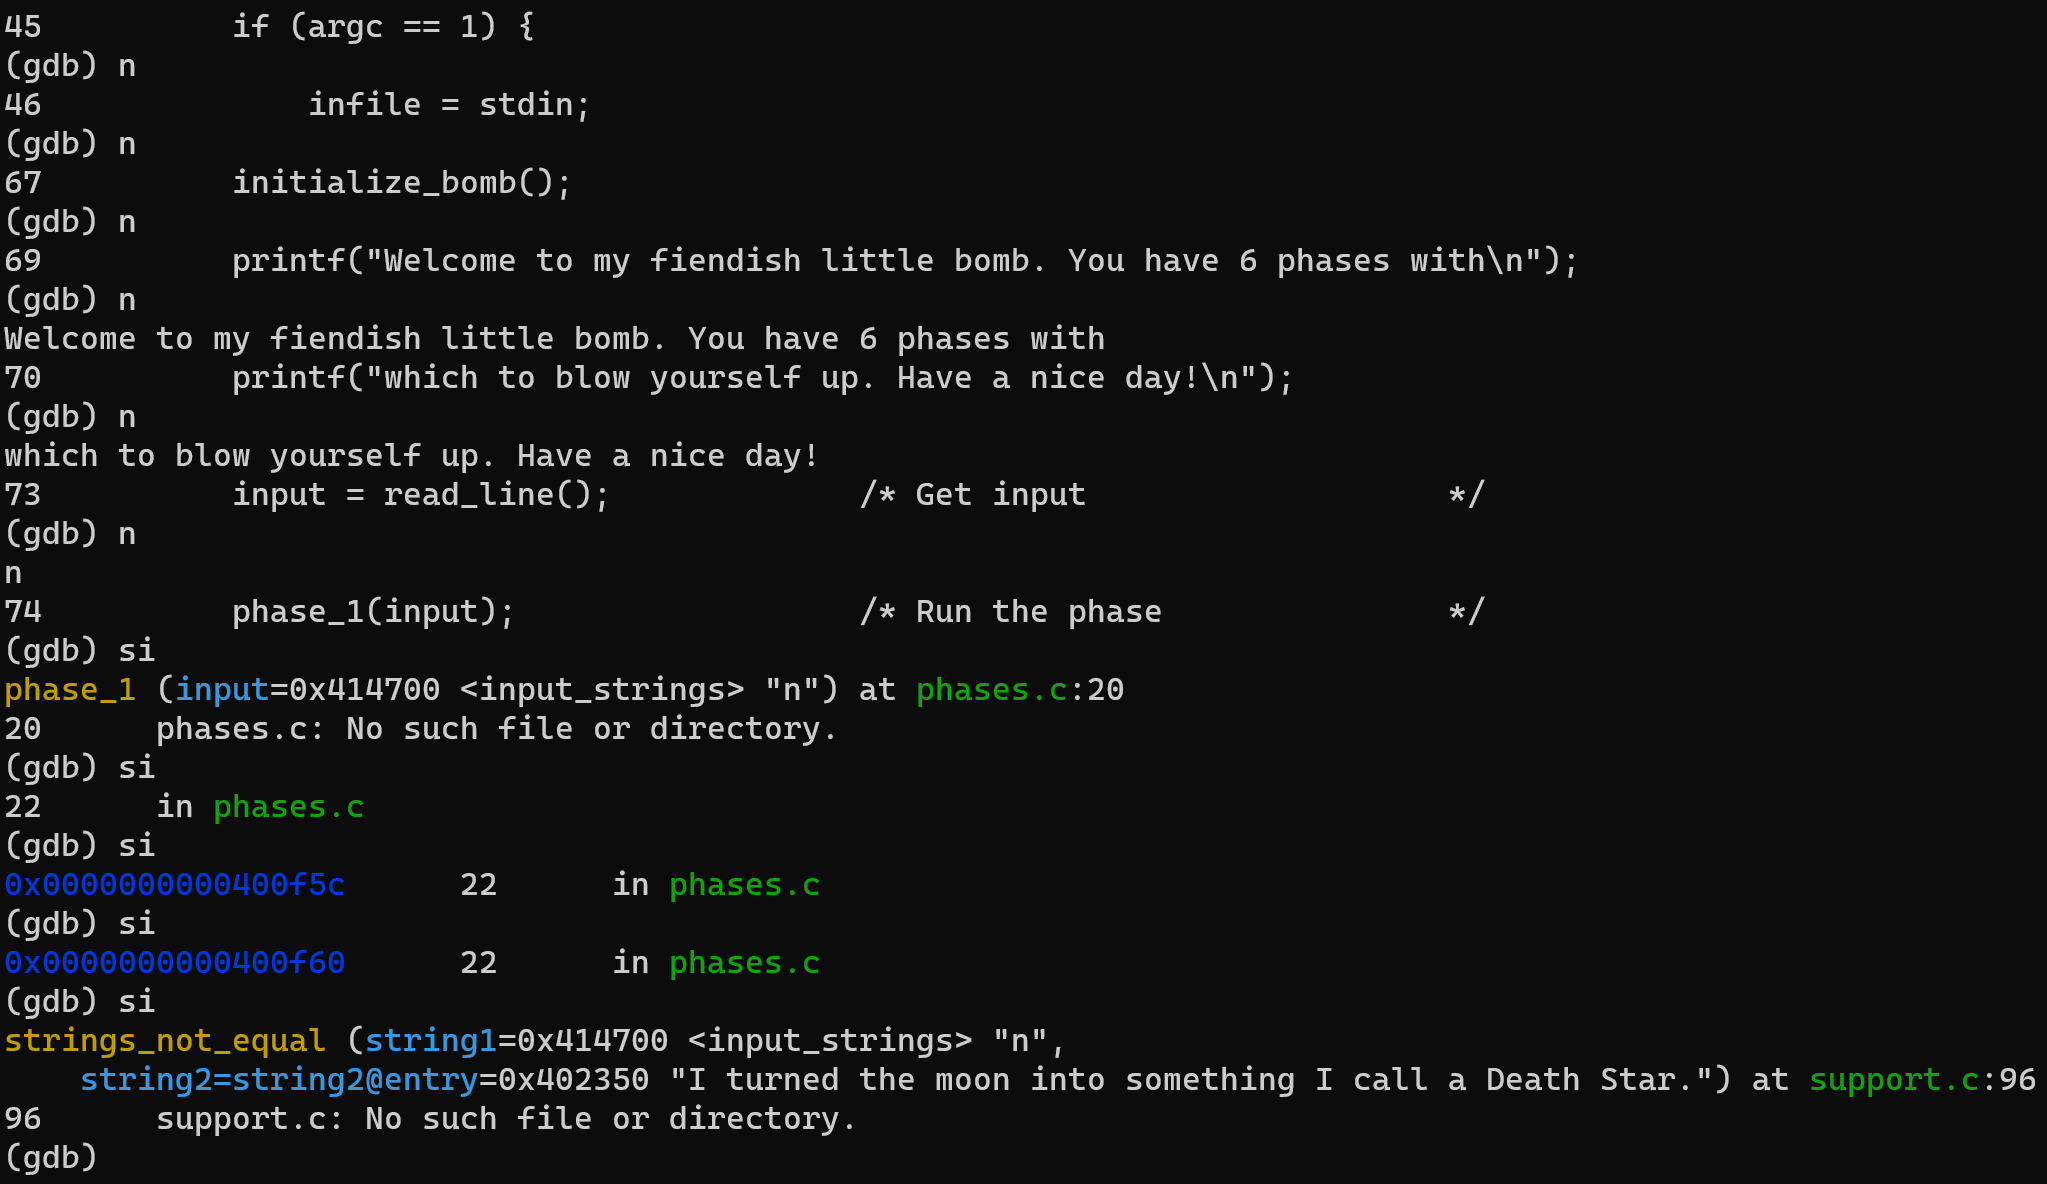 45          if (argc == 1) {
(gdb) n
46              infile = stdin;
(gdb) n
67          initialize_bomb();
(gdb) n
69          printf("Welcome to my fiendish little bomb. You have 6 phases with\n");
(gdb) n
Welcome to my fiendish little bomb. You have 6 phases with
70          printf("which to blow yourself up. Have a nice day!\n");
(gdb) n
which to blow yourself up. Have a nice day!
73          input = read_line();             /* Get input                   */
(gdb) n
n
74          phase_1(input);                  /* Run the phase               */
(gdb) si
phase_1 (input=0x414700 <input_strings> "n") at phases.c:20
20      phases.c: No such file or directory.
(gdb) si
22      in phases.c
(gdb) si
0x0000000000400f5c      22      in phases.c
(gdb) si
0x0000000000400f60      22      in phases.c
(gdb) si
strings_not_equal (string1=0x414700 <input_strings> "n",
    string2=string2@entry=0x402350 "I turned the moon into something I call a Death Star.") at support.c:96
96      support.c: No such file or directory.
(gdb)